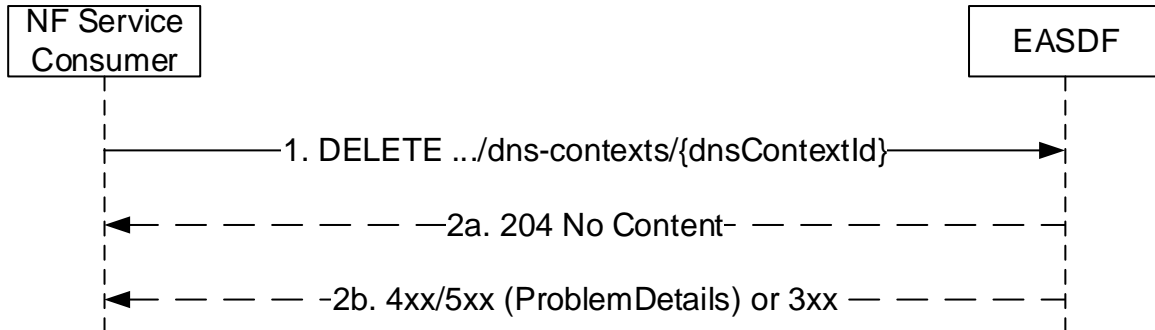 NF Service
Consumer
EASDF
1. DELETE .../dns-contexts/{dnsContextId}
2a. 204 No Content
2b. 4xx/5xx (ProblemDetails) or 3xx